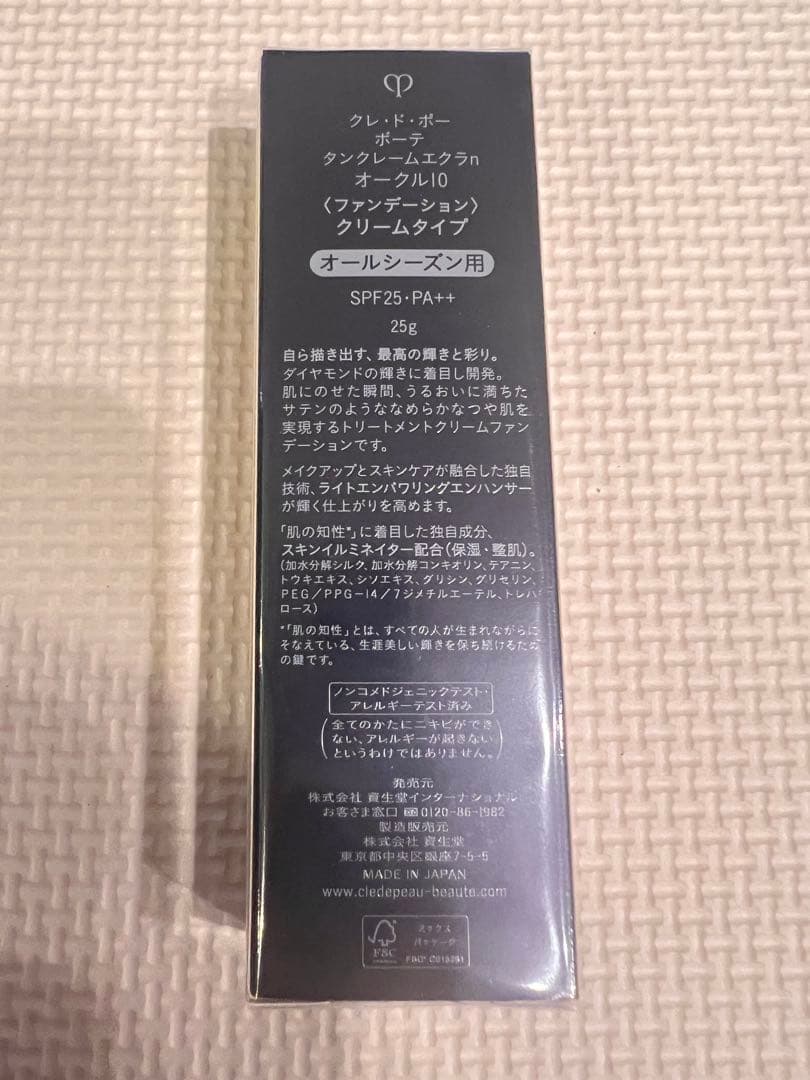 クレ・ド・ポー
ボーテ
タンクレームエクラn
オークル10
〈ファンデーション〉
クリームタイプ
オールシーズン用
SPF25・PA++
25g
自ら描き出す、最高の輝きと彩り。
ダイヤモンドの輝きに着目し開発。
肌にのせた瞬間、うるおいに満ちた
サテンのようななめらかなつや肌を
実現するトリートメントクリームファン
デーションです。
メイクアップとスキンケアが融合した独自
技術、ライトエンパワリングエンハンサー
が輝く仕上がりを高めます。
「肌の知性*」に着目した独自成分、
スキンイルミネイター配合（保湿・整肌）。
(加水分解シルク、加水分解コンキオリン、テアニン、
トウキエキス、シソエキス、グリシン、グリセリン、
PEG／PPG-14／7ジメチルエーテル、トレハ
ロース)
*「肌の知性」とは、すべての人が生まれながらに
そなえている、生涯美しい輝きを保ち続けるため
の鍵です。
ノンコメドジェニックテスト・
アレルギーテスト済み
(全てのかたにニキビができ
ない、アレルギーが起きない
というわけではありません。)
発売元
株式会社 資生堂インターナショナル
お客さま窓口 0120-86-1982
製造販売元
株式会社 資生堂
東京都中央区銀座7-5-5
MADE IN JAPAN
www.cledepeau-beaute.com
FSC
ミックス
パッケージ